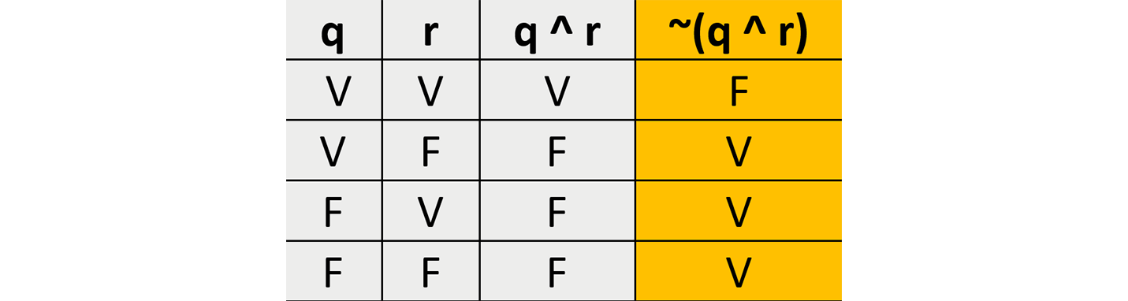 q r q ^ r ~(q ^ r)
V V V F
V F F V
F V F V
F F F V